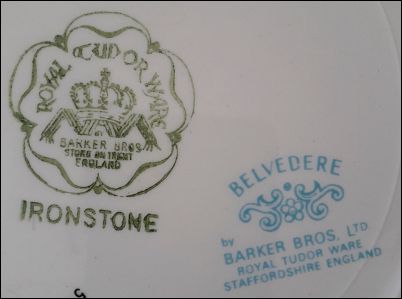 ROYAL TUDOR WARE
BY
BARKER BROS
STOKE ON TRENT
ENGLAND
IRONSTONE
BELVEDERE
by
BARKER BROS, LTD
ROYAL TUDOR WARE
STAFFORDSHIRE ENGLAND